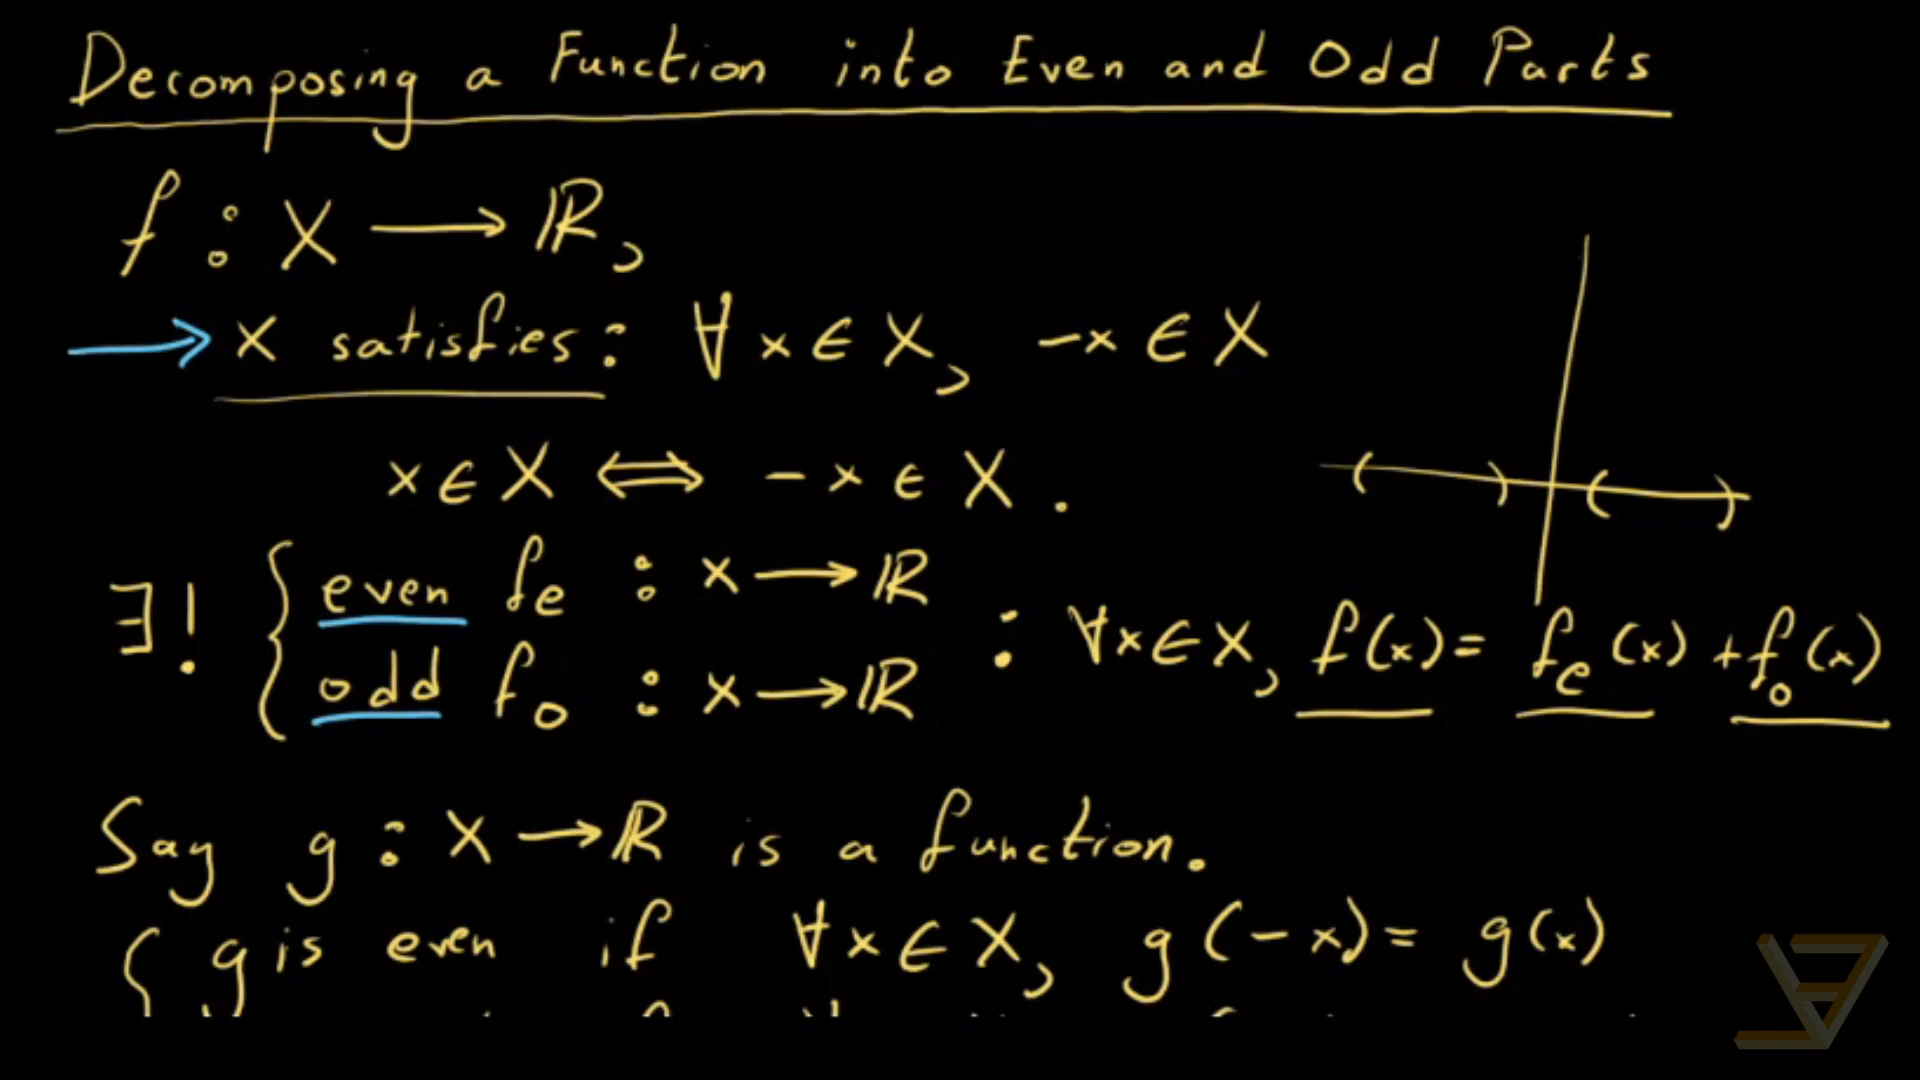 Decomposing a Function into Even and Odd Parts
f : X → ℝ,
X satisfies: ∀ x ∈ X, -x ∈ X
x ∈ X ⟺ -x ∈ X.
∃! { even fₑ : X → ℝ
odd fₒ : X → ℝ : ∀x∈X, f(x) = fₑ(x) + fₒ(x)
Say g : X → ℝ is a function.
{ g is even if ∀x∈X, g(-x) = g(x)